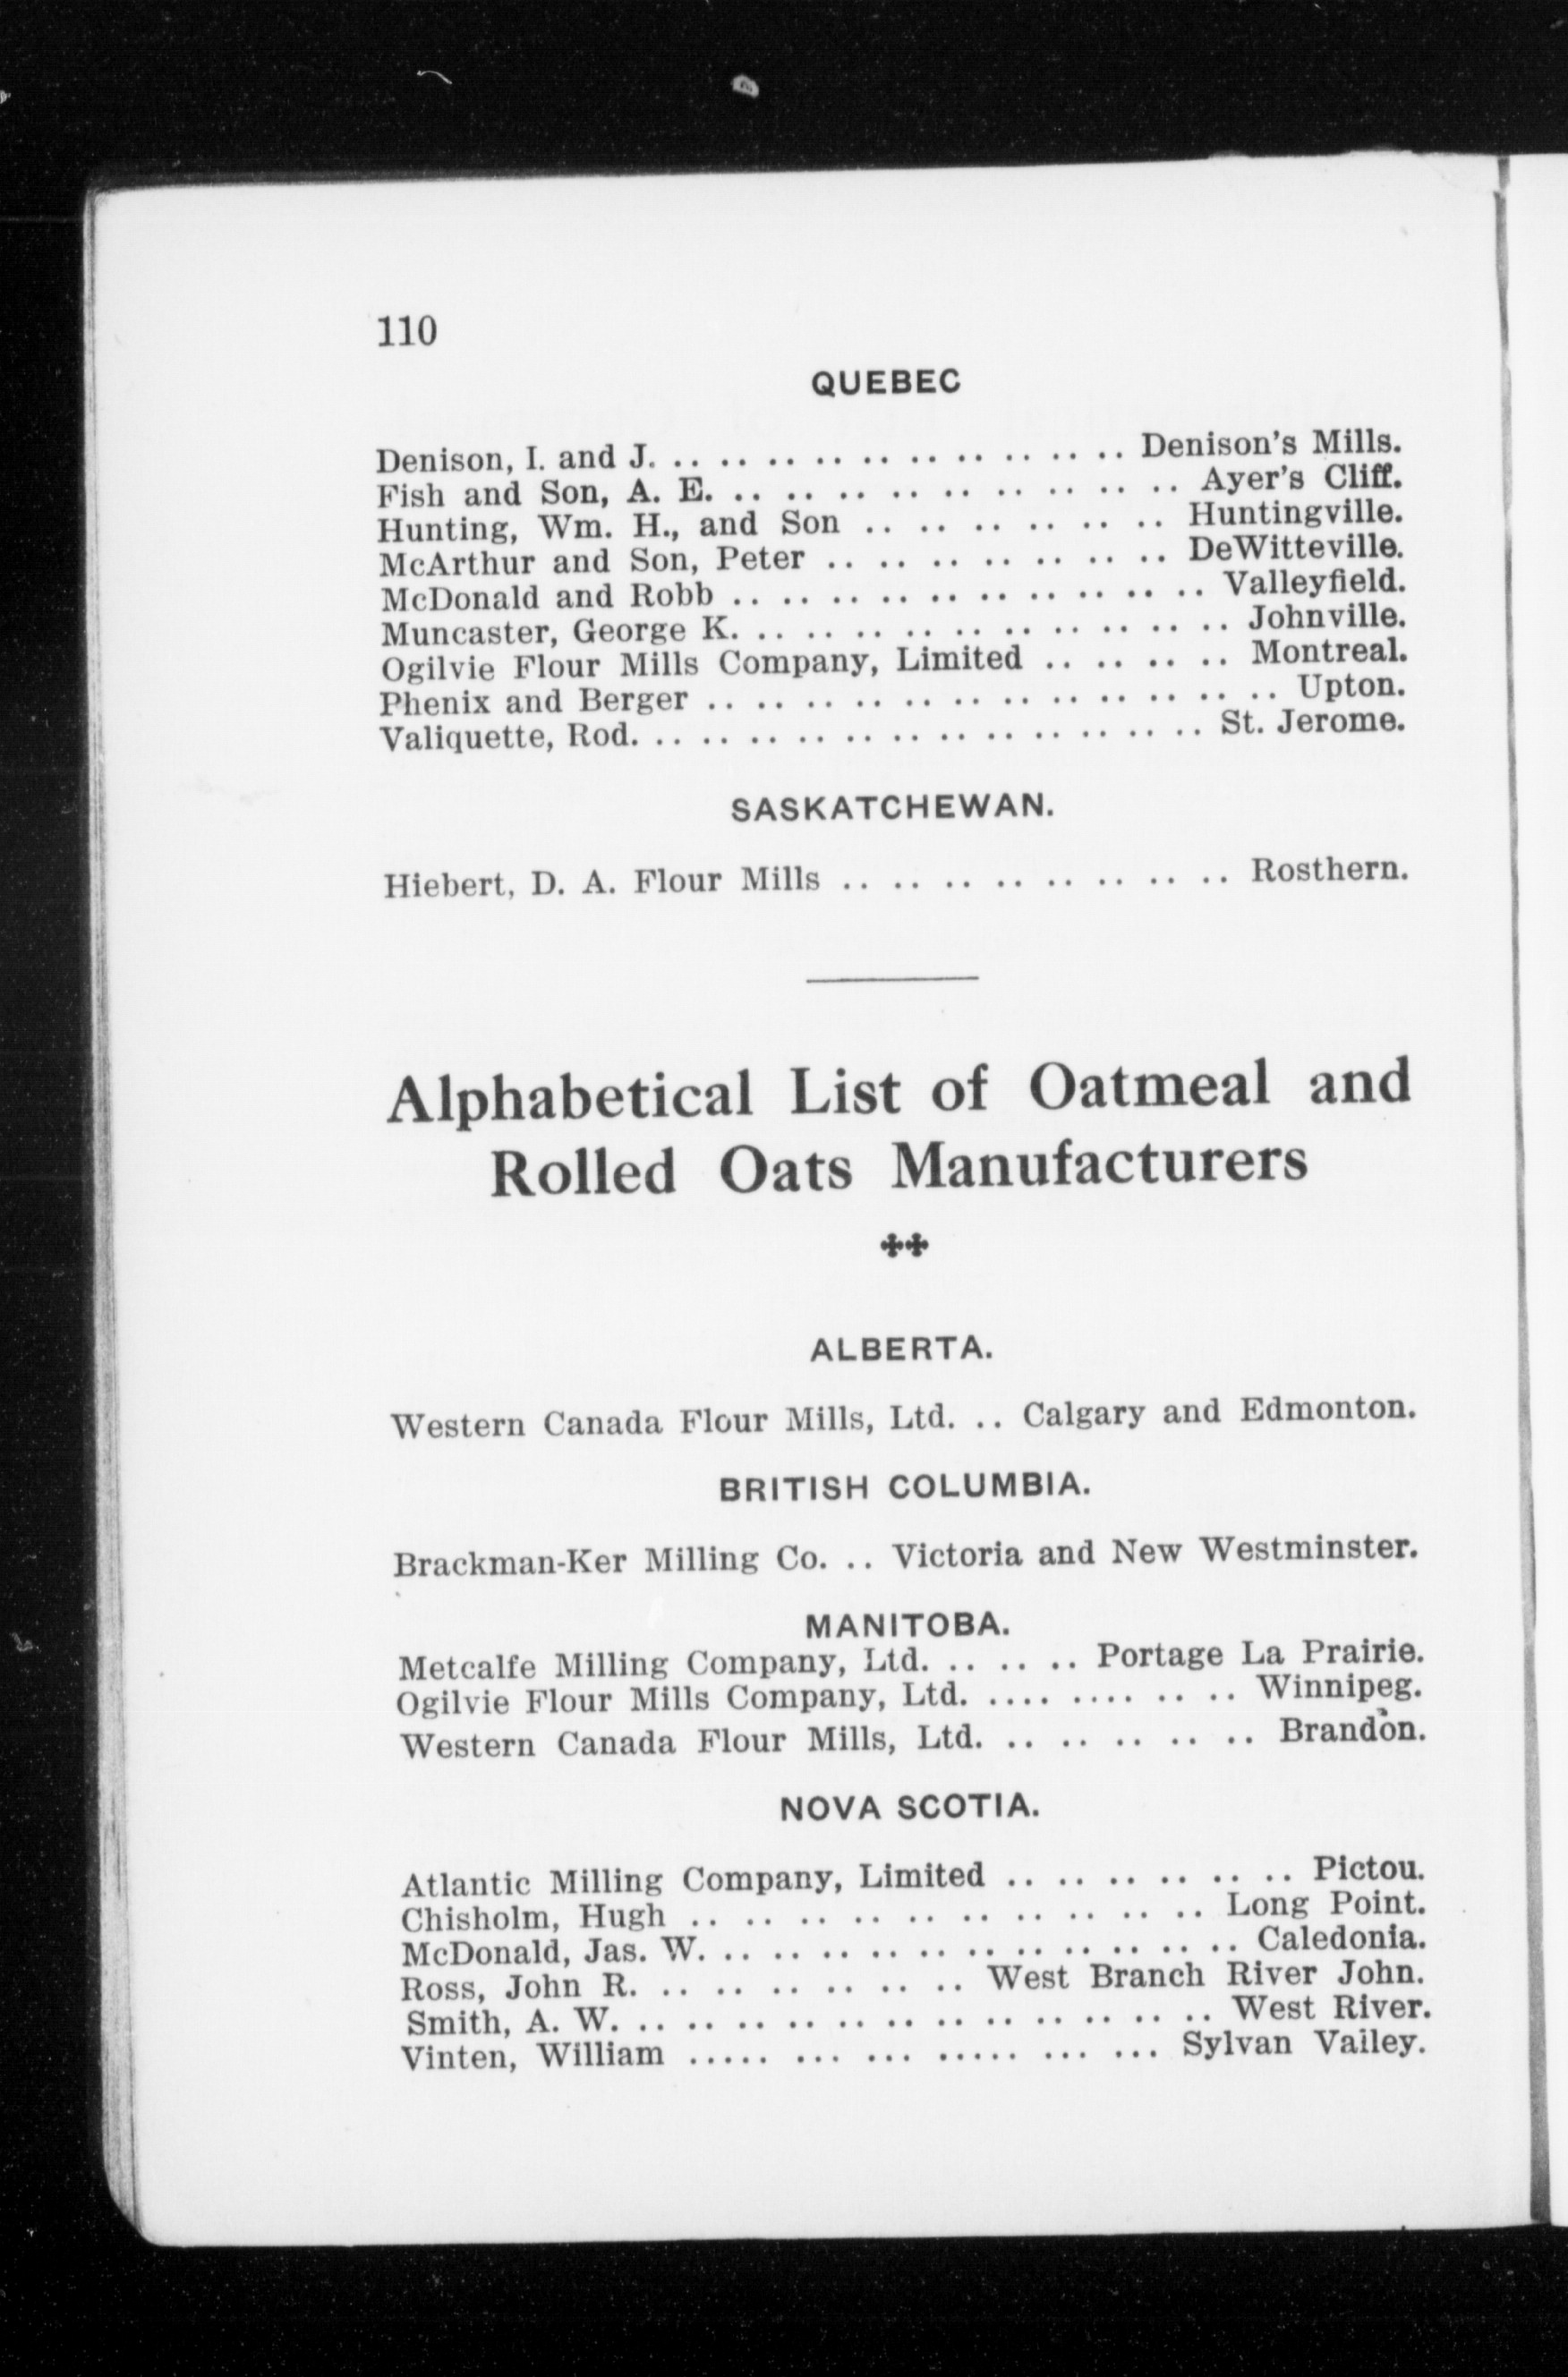 110
QUEBEC
Denison, I. and J. .. .. .. .. .. .. .. .. .. .. Denison's Mills.
Fish and Son, A. E. .. .. .. .. .. .. .. .. .. Ayer's Cliff.
Hunting, Wm. H., and Son .. .. .. .. .. .. Huntingville.
McArthur and Son, Peter .. .. .. .. .. .. .. DeWitteville.
McDonald and Robb .. .. .. .. .. .. .. .. .. .. Valleyfield.
Muncaster, George K. .. .. .. .. .. .. .. .. .. .. Johnville.
Ogilvie Flour Mills Company, Limited .. .. .. .. Montreal.
Phenix and Berger .. .. .. .. .. .. .. .. .. .. .. .. Upton.
Valiquette, Rod. .. .. .. .. .. .. .. .. .. .. .. .. St. Jerome.
SASKATCHEWAN.
Hiebert, D. A. Flour Mills .. .. .. .. .. .. .. .. Rosthern.
Alphabetical List of Oatmeal and
Rolled Oats Manufacturers
ALBERTA.
Western Canada Flour Mills, Ltd. .. Calgary and Edmonton.
BRITISH COLUMBIA.
Brackman-Ker Milling Co. .. Victoria and New Westminster.
MANITOBA.
Metcalfe Milling Company, Ltd. .. .. .. Portage La Prairie.
Ogilvie Flour Mills Company, Ltd. .... .... .. .. Winnipeg.
Western Canada Flour Mills, Ltd. .. .. .. .. .. Brandon.
NOVA SCOTIA.
Atlantic Milling Company, Limited .. .. .. .. .. .. Pictou.
Chisholm, Hugh .. .. .. .. .. .. .. .. .. .. Long Point.
McDonald, Jas. W. .. .. .. .. .. .. .. .. .. .. .. Caledonia.
Ross, John R. .. .. .. .. .. .. .. West Branch River John.
Smith, A. W. .. .. .. .. .. .. .. .. .. .. .. .. West River.
Vinten, William ..... ... ... ..... ... ... Sylvan Vailey.